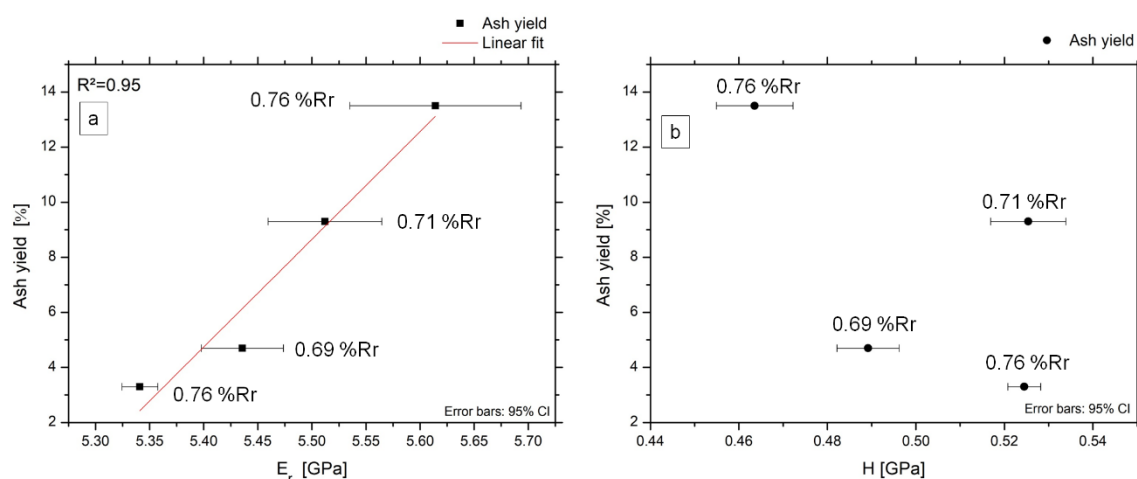 Ash yield
Linear fit
R²=0.95
a
0.76 %Rr
0.71 %Rr
0.69 %Rr
0.76 %Rr
Error bars: 95% CI
14
12
10
8
6
4
2
Ash yield [%]
5.30 5.35 5.40 5.45 5.50 5.55 5.60 5.65 5.70
Er [GPa]
Ash yield
b
0.76 %Rr
0.71 %Rr
0.69 %Rr
0.76 %Rr
Error bars: 95% CI
14
12
10
8
6
4
2
Ash yield [%]
0.44 0.46 0.48 0.50 0.52 0.54
H [GPa]